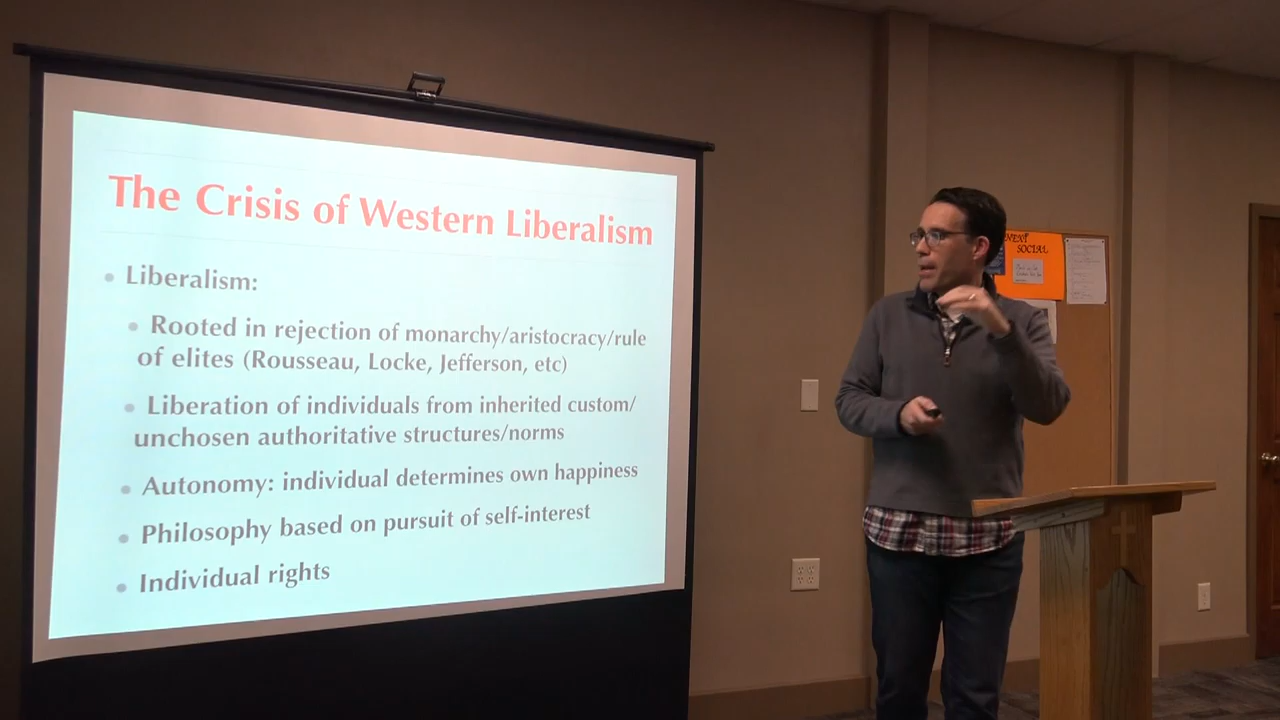 The Crisis of Western Liberalism
Liberalism:
Rooted in rejection of monarchy/aristocracy/rule
of elites (Rousseau, Locke, Jefferson, etc)
Liberation of individuals from inherited custom/
unchosen authoritative structures/norms
Autonomy: individual determines own happiness
Philosophy based on pursuit of self-interest
Individual rights
NEXT
SOCIAL